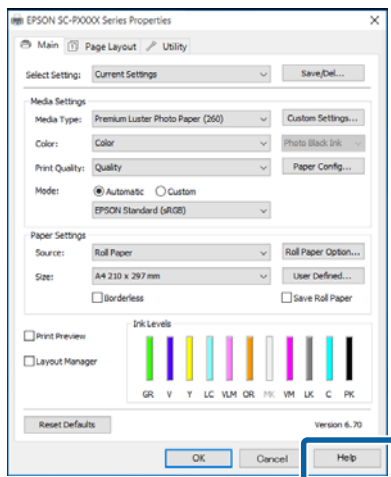 EPSON SC-PXXXX Series Properties
Main Page Layout Utility
Select Setting: Current Settings Save/Del...
Media Settings
Media Type: Premium Luster Photo Paper (260) Custom Settings...
Color: Color Photo Black Ink
Print Quality: Quality Paper Config...
Mode: Automatic Custom
EPSON Standard (sRGB)
Paper Settings
Source: Roll Paper Roll Paper Option...
Size: A4 210 x 297 mm User Defined...
Borderless Save Roll Paper
Ink Levels
Print Preview
Layout Manager
GR V Y LC VLM OR MK VM LK C PK
Reset Defaults Version 6.70
OK Cancel Help